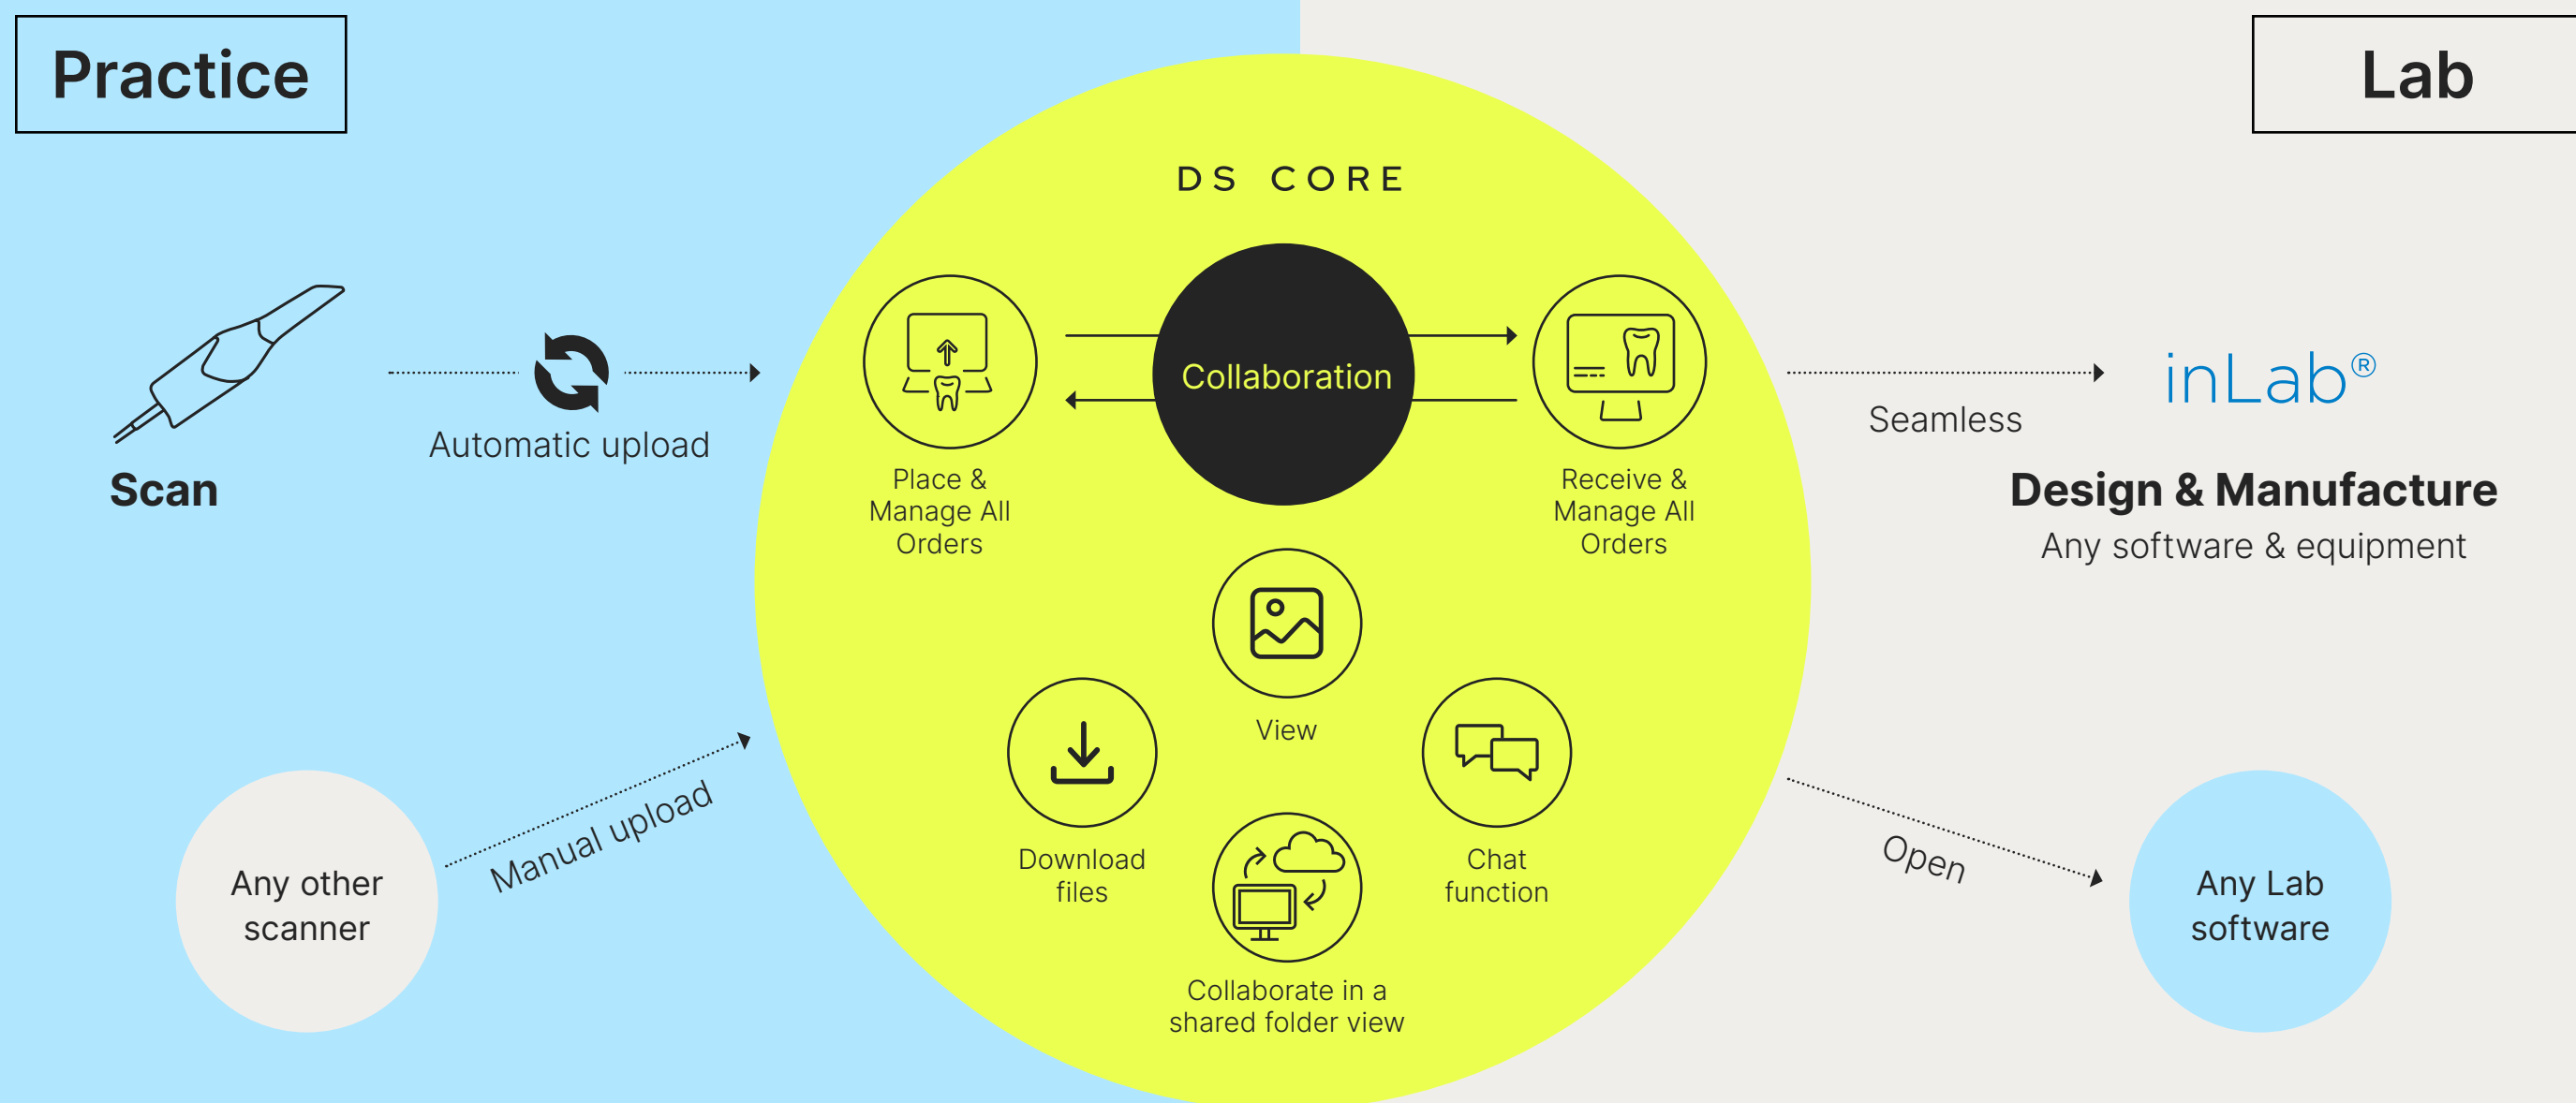 Practice
Lab
DS CORE
Scan
Automatic upload
Place &
Manage All
Orders
Collaboration
Receive &
Manage All
Orders
Seamless
inLab®
Design & Manufacture
Any software & equipment
View
Any other
scanner
Manual upload
Download
files
Chat
function
Collaborate in a
shared folder view
Open
Any Lab
software